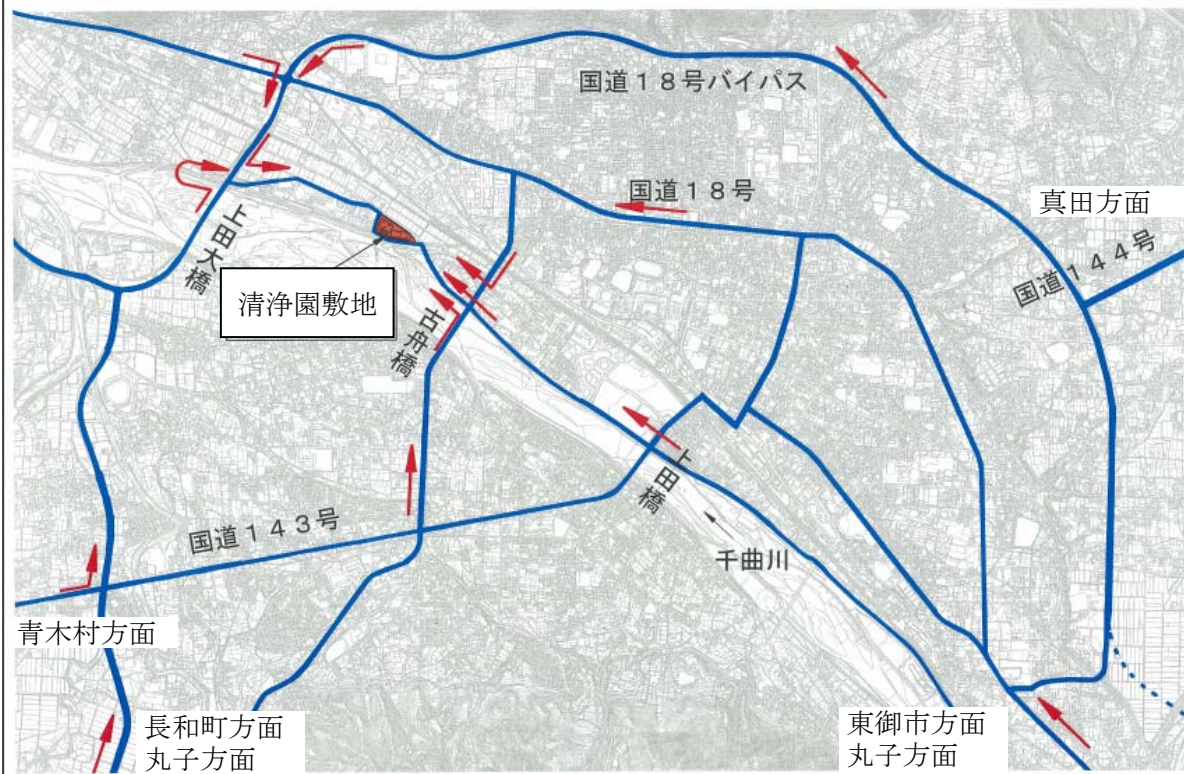 国道１８号バイパス
国道１８号
真田方面
国道１４４号
上田大橋
清浄園敷地
古舟橋
上田橋
国道１４３号
千曲川
青木村方面
長和町方面
丸子方面
東御市方面
丸子方面